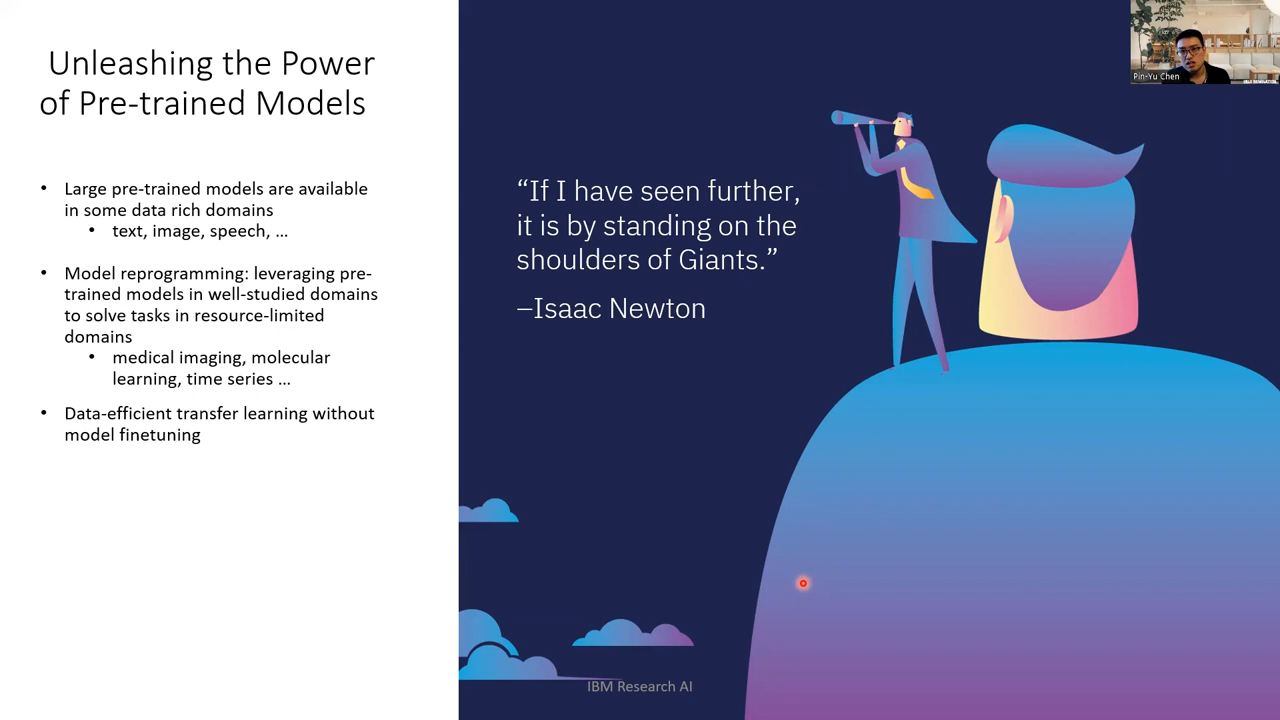 Unleashing the Power
of Pre-trained Models
• Large pre-trained models are available
in some data rich domains
• text, image, speech, …
• Model reprogramming: leveraging pre-
trained models in well-studied domains
to solve tasks in resource-limited
domains
• medical imaging, molecular
learning, time series …
• Data-efficient transfer learning without
model finetuning
“If I have seen further,
it is by standing on the
shoulders of Giants.”
–Isaac Newton
IBM Research AI
Pin-Yu Chen